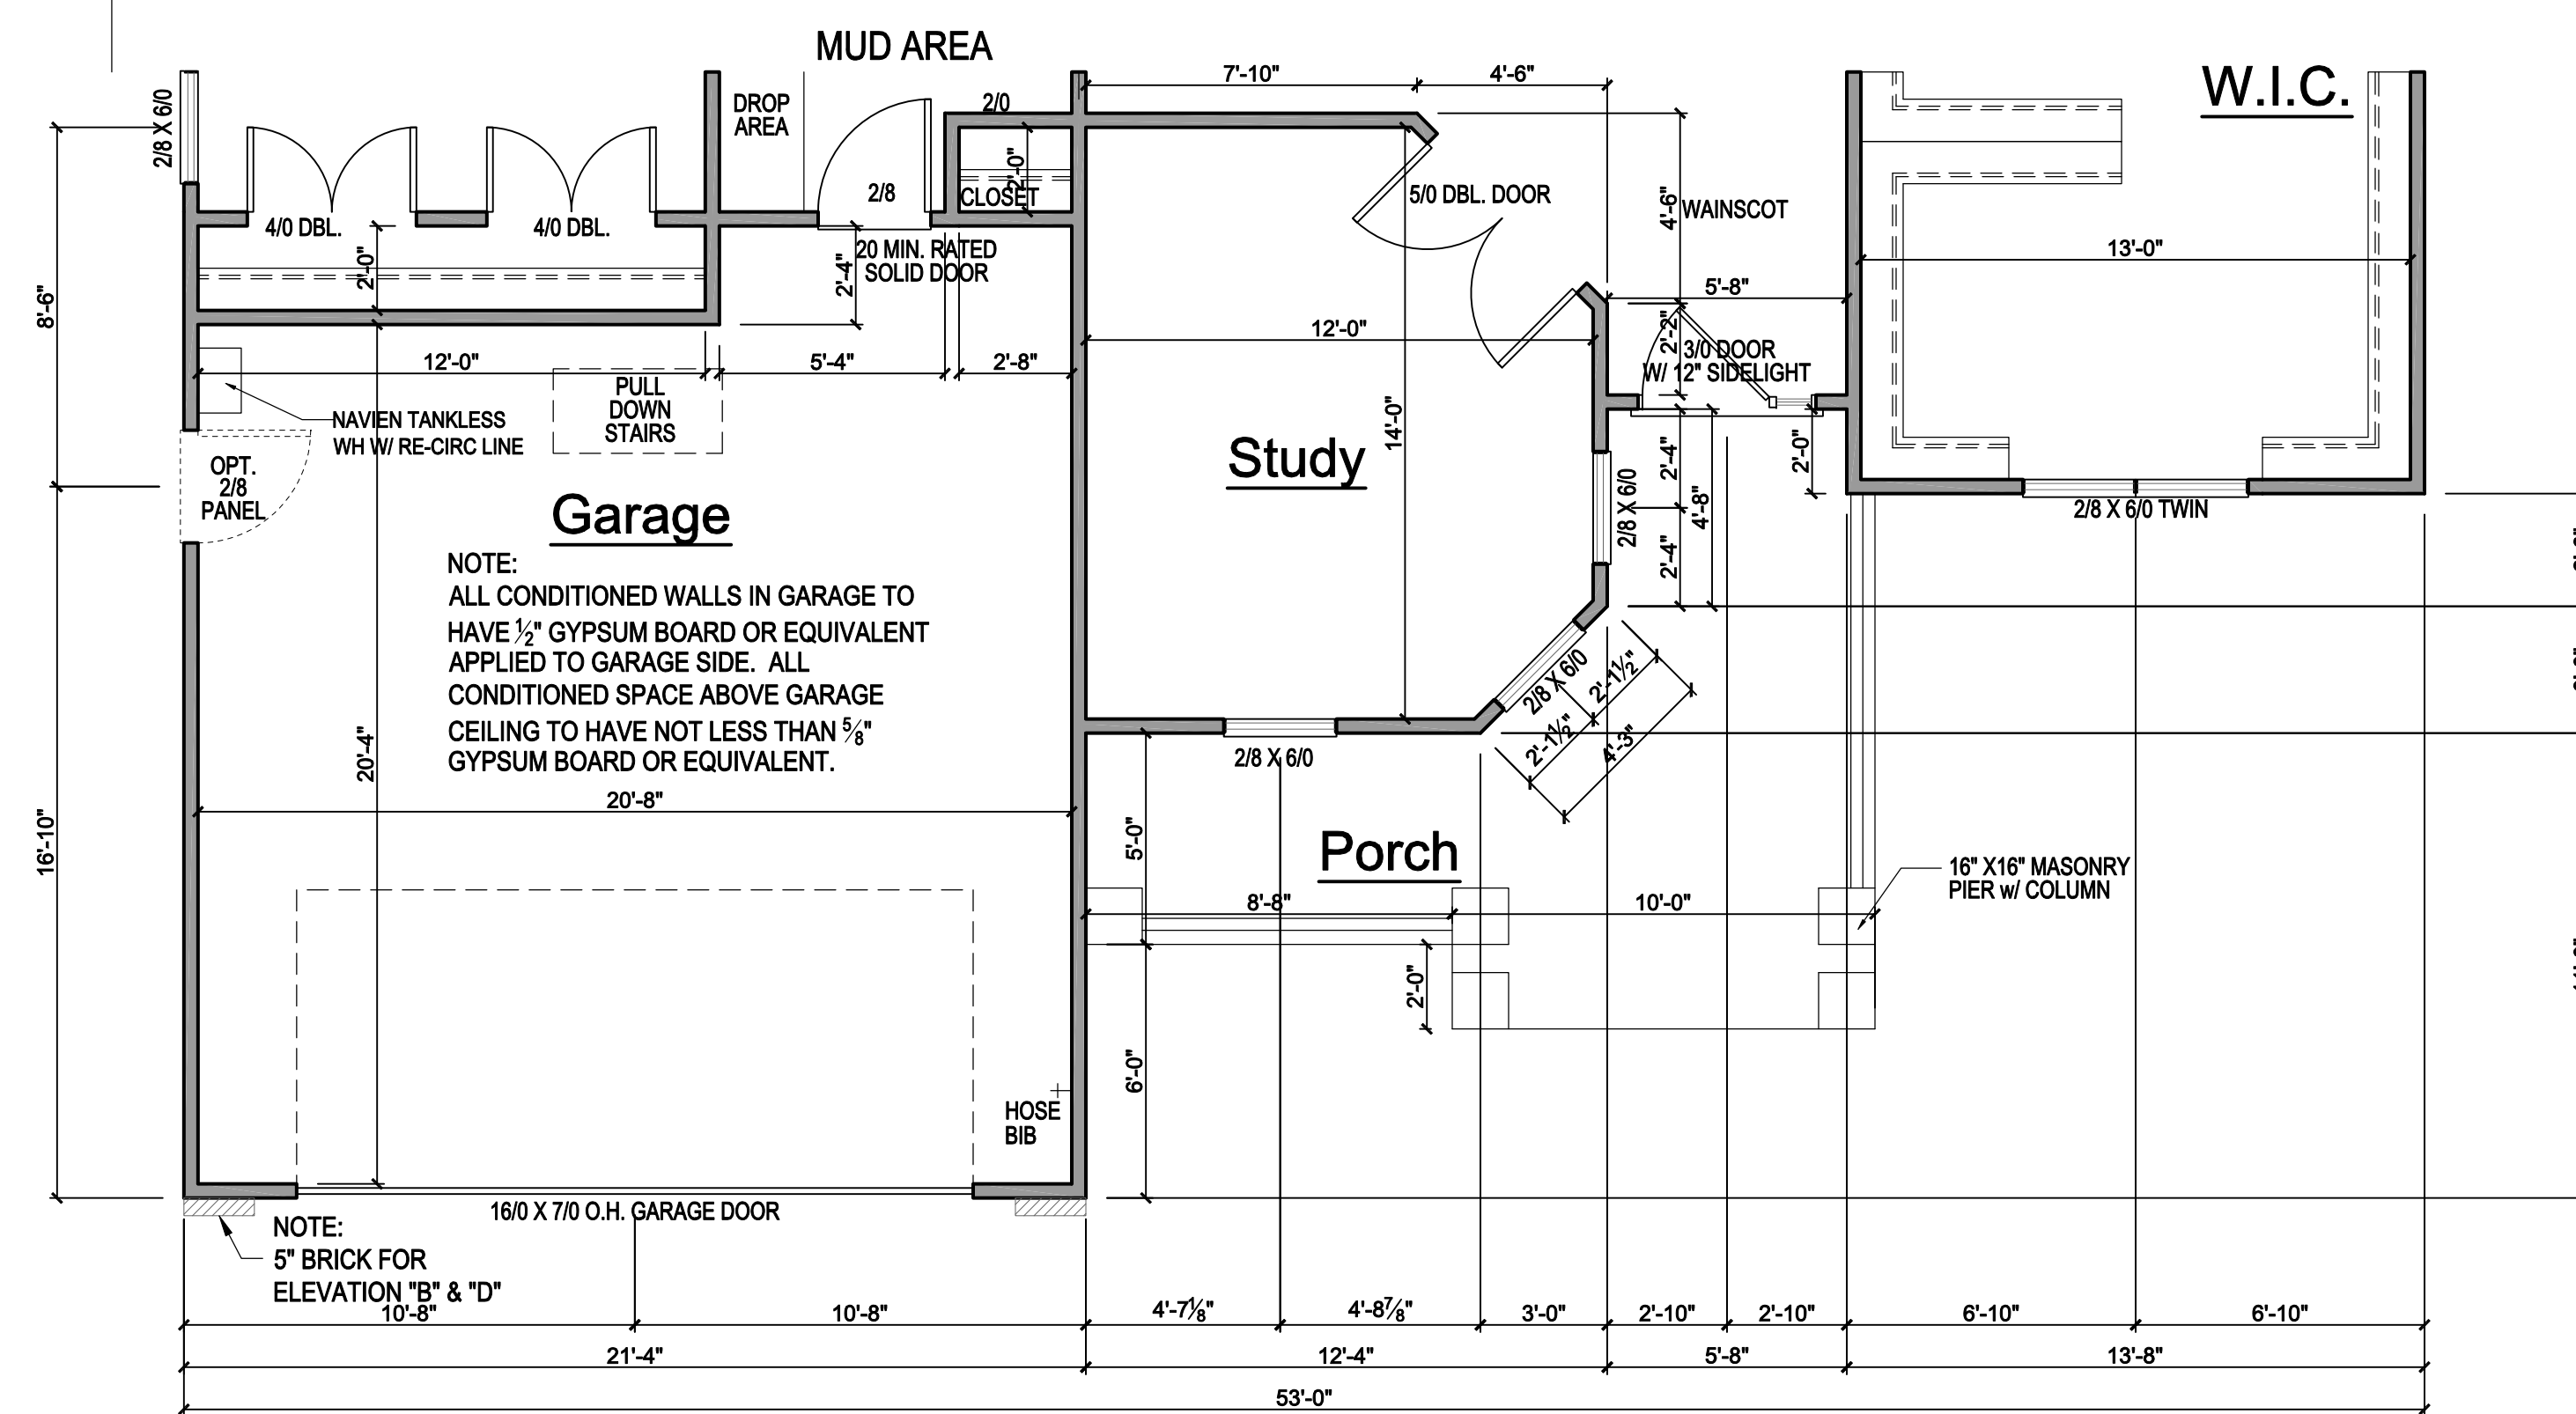 MUD AREA
W.I.C.
7'-10"
4'-6"
2/8 X 6/0
DROP
AREA
2/0
2/8
2'-0"
CLOSET
5/0 DBL. DOOR
4'-6"
WAINSCOT
4/0 DBL.
4/0 DBL.
20 MIN. RATED
SOLID DOOR
13'-0"
2'-0"
2'-4"
5'-8"
8'-6"
12'-0"
2'-2"
3/0 DOOR
W/ 12" SIDELIGHT
12'-0"
5'-4"
2'-8"
PULL
DOWN
STAIRS
NAVIEN TANKLESS
WH W/ RE-CIRC LINE
14'-0"
Study
OPT.
2/8
PANEL
2'-4"
2'-0"
2/8 X 6/0
4'-8"
2/8 X 6/0 TWIN
Garage
2'-4"
NOTE:
ALL CONDITIONED WALLS IN GARAGE TO
HAVE ½" GYPSUM BOARD OR EQUIVALENT
APPLIED TO GARAGE SIDE. ALL
CONDITIONED SPACE ABOVE GARAGE
CEILING TO HAVE NOT LESS THAN ⅝"
GYPSUM BOARD OR EQUIVALENT.
2/8 X 6/0
2'-1½"
2'-1½"
4'-3"
20'-4"
2/8 X 6/0
20'-8"
16'-10"
5'-0"
Porch
16" X16" MASONRY
PIER w/ COLUMN
8'-8"
10'-0"
2'-0"
6'-0"
HOSE
BIB
16/0 X 7/0 O.H. GARAGE DOOR
NOTE:
5" BRICK FOR
ELEVATION "B" & "D"
10'-8"
10'-8"
4'-7⅛"
4'-8⅞"
3'-0"
2'-10"
2'-10"
6'-10"
6'-10"
21'-4"
12'-4"
5'-8"
13'-8"
53'-0"